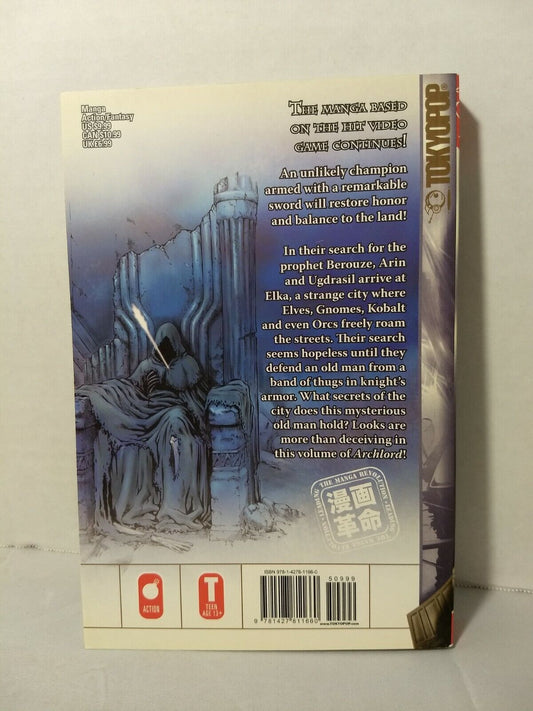 Manga
Action/Fantasy
US $9.99
CAN $10.99
UK £6.99
THE MANGA BASED
ON THE HIT VIDEO
GAME CONTINUES!
An unlikely champion
armed with a remarkable
sword will restore honor
and balance to the land!
In their search for the
prophet Berouze, Arin
and Ugdrasil arrive at
Elka, a strange city where
Elves, Gnomes, Kobalt
and even Orcs freely roam
the streets. Their search
seems hopeless until they
defend an old man from a
band of thugs in knight's
armor. What secrets of the
city does this mysterious
old man hold? Looks are
more than deceiving in
this volume of Archlord!
LEADING THE MANGA REVOLUTION
漫画
革命
ISBN 978-1-4278-1166-0
50999
9 781427 811660
www.TOKYOPOP.com
ACTION
T
TEEN
AGE 13+
TOKYOPOP